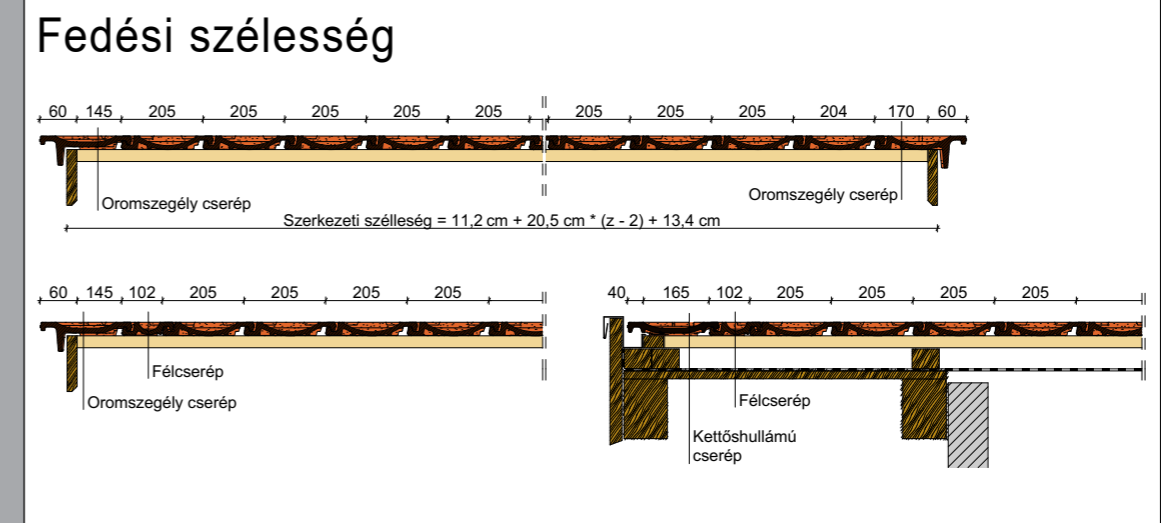 Fedési szélesség
60 145 205 205 205 205 205 205 205 205 204 170 60
Oromszegély cserép
Oromszegély cserép
Szerkezeti szélleség = 11,2 cm + 20,5 cm * (z - 2) + 13,4 cm
60 145 102 205 205 205 205
Félcserép
Oromszegély cserép
40 165 102 205 205 205 205
Félcserép
Kettőshullámú
cserép